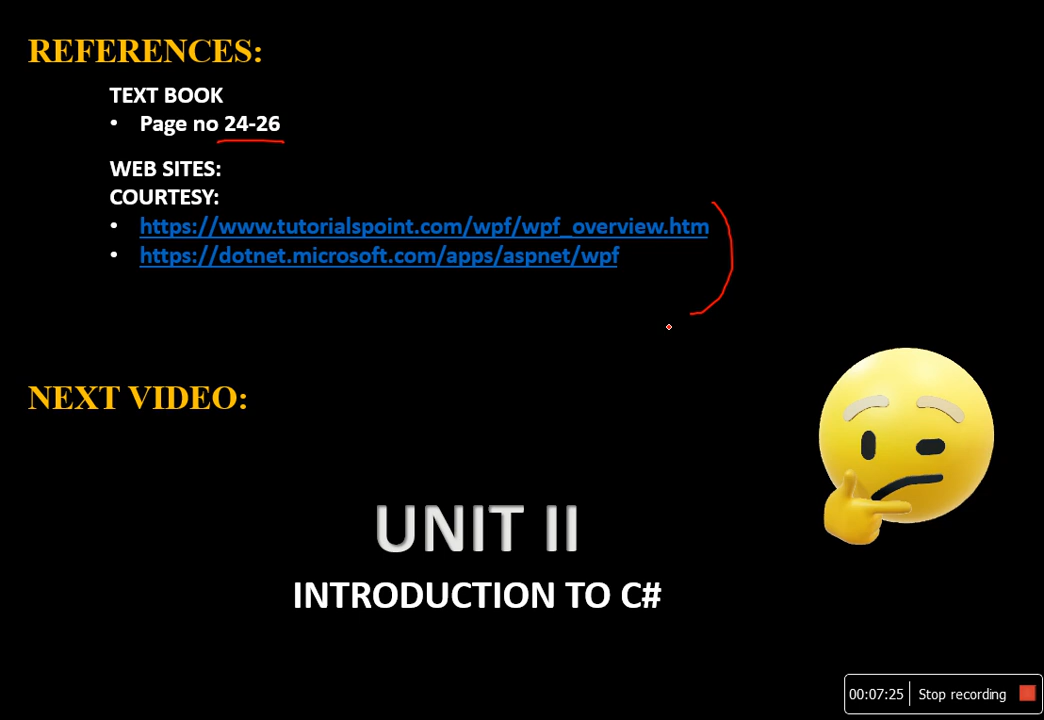 REFERENCES:
TEXT BOOK
• Page no 24-26
WEB SITES:
COURTESY:
• https://www.tutorialspoint.com/wpf/wpf_overview.htm
• https://dotnet.microsoft.com/apps/aspnet/wpf
NEXT VIDEO:
UNIT II
INTRODUCTION TO C#
00:07:25 Stop recording